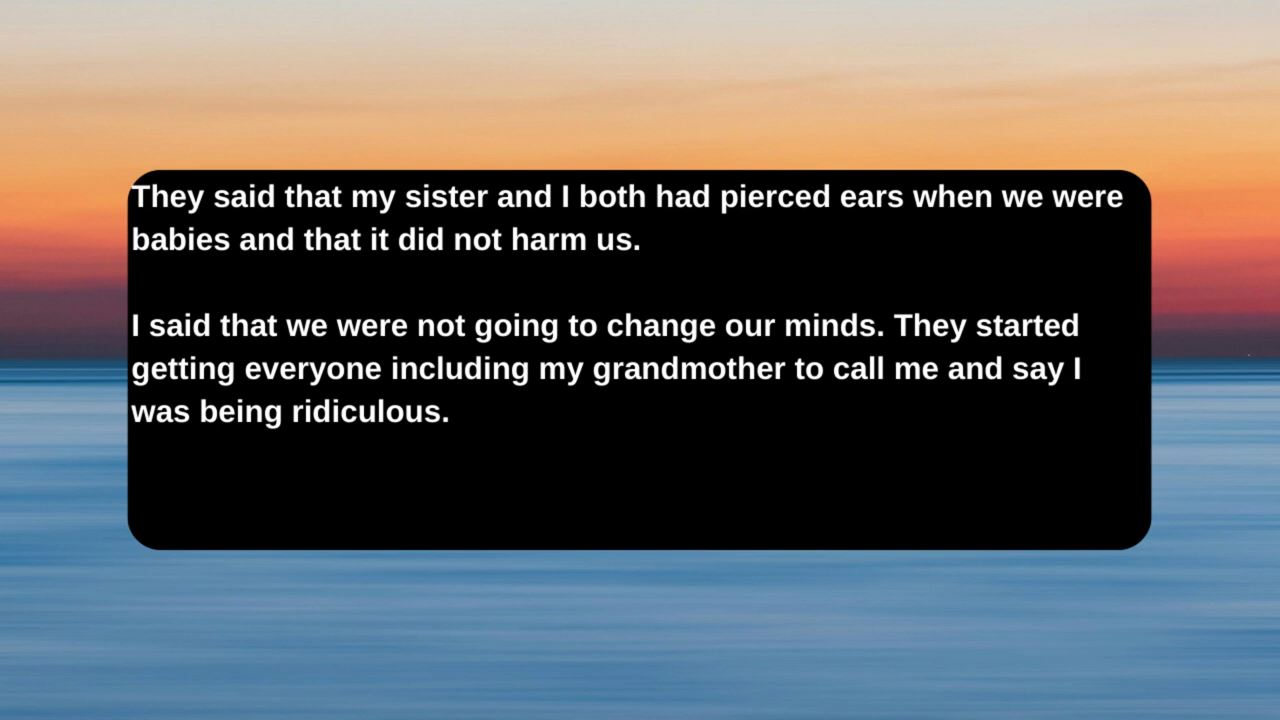 They said that my sister and I both had pierced ears when we were
babies and that it did not harm us.
I said that we were not going to change our minds. They started
getting everyone including my grandmother to call me and say I
was being ridiculous.